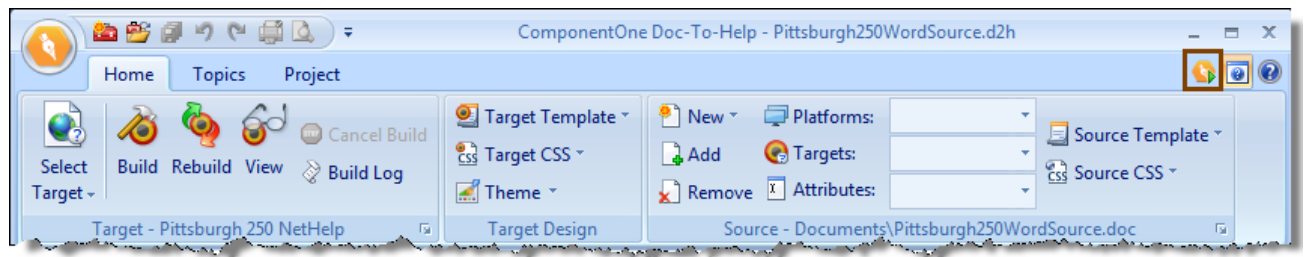 ComponentOne Doc-To-Help - Pittsburgh250WordSource.d2h
Home Topics Project
Select Target
Build Rebuild View
Cancel Build
Build Log
Target - Pittsburgh 250 NetHelp
Target Template
CSS Target CSS
Theme
Target Design
New Platforms:
Add Targets:
Remove Attributes:
Source Template
CSS Source CSS
Source - Documents\Pittsburgh250WordSource.doc